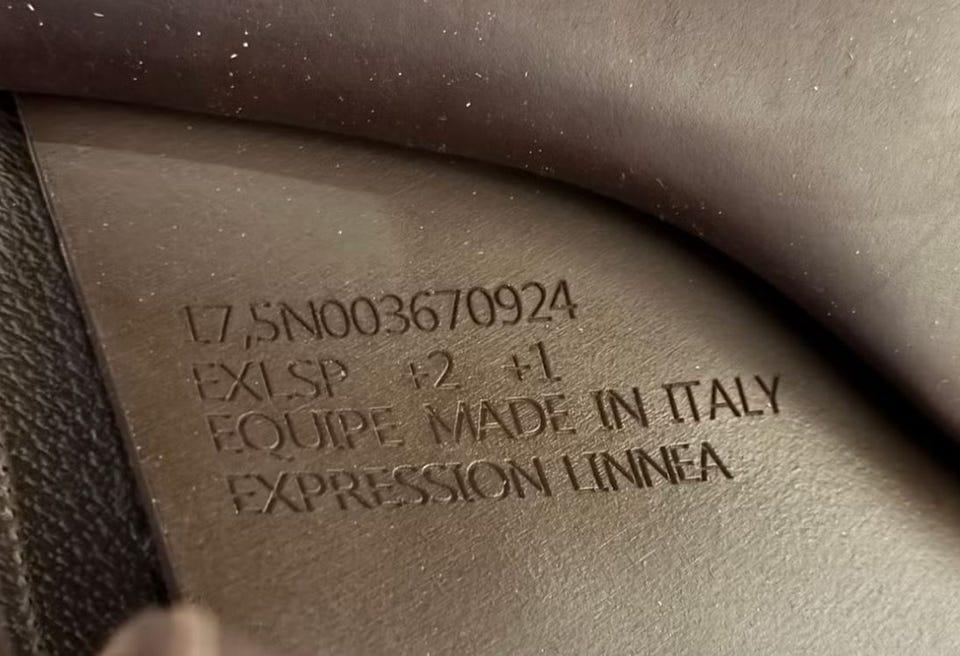 17,5N003670924
EXLSP +2 +1
EQUIPE MADE IN ITALY
EXPRESSION LINNEA